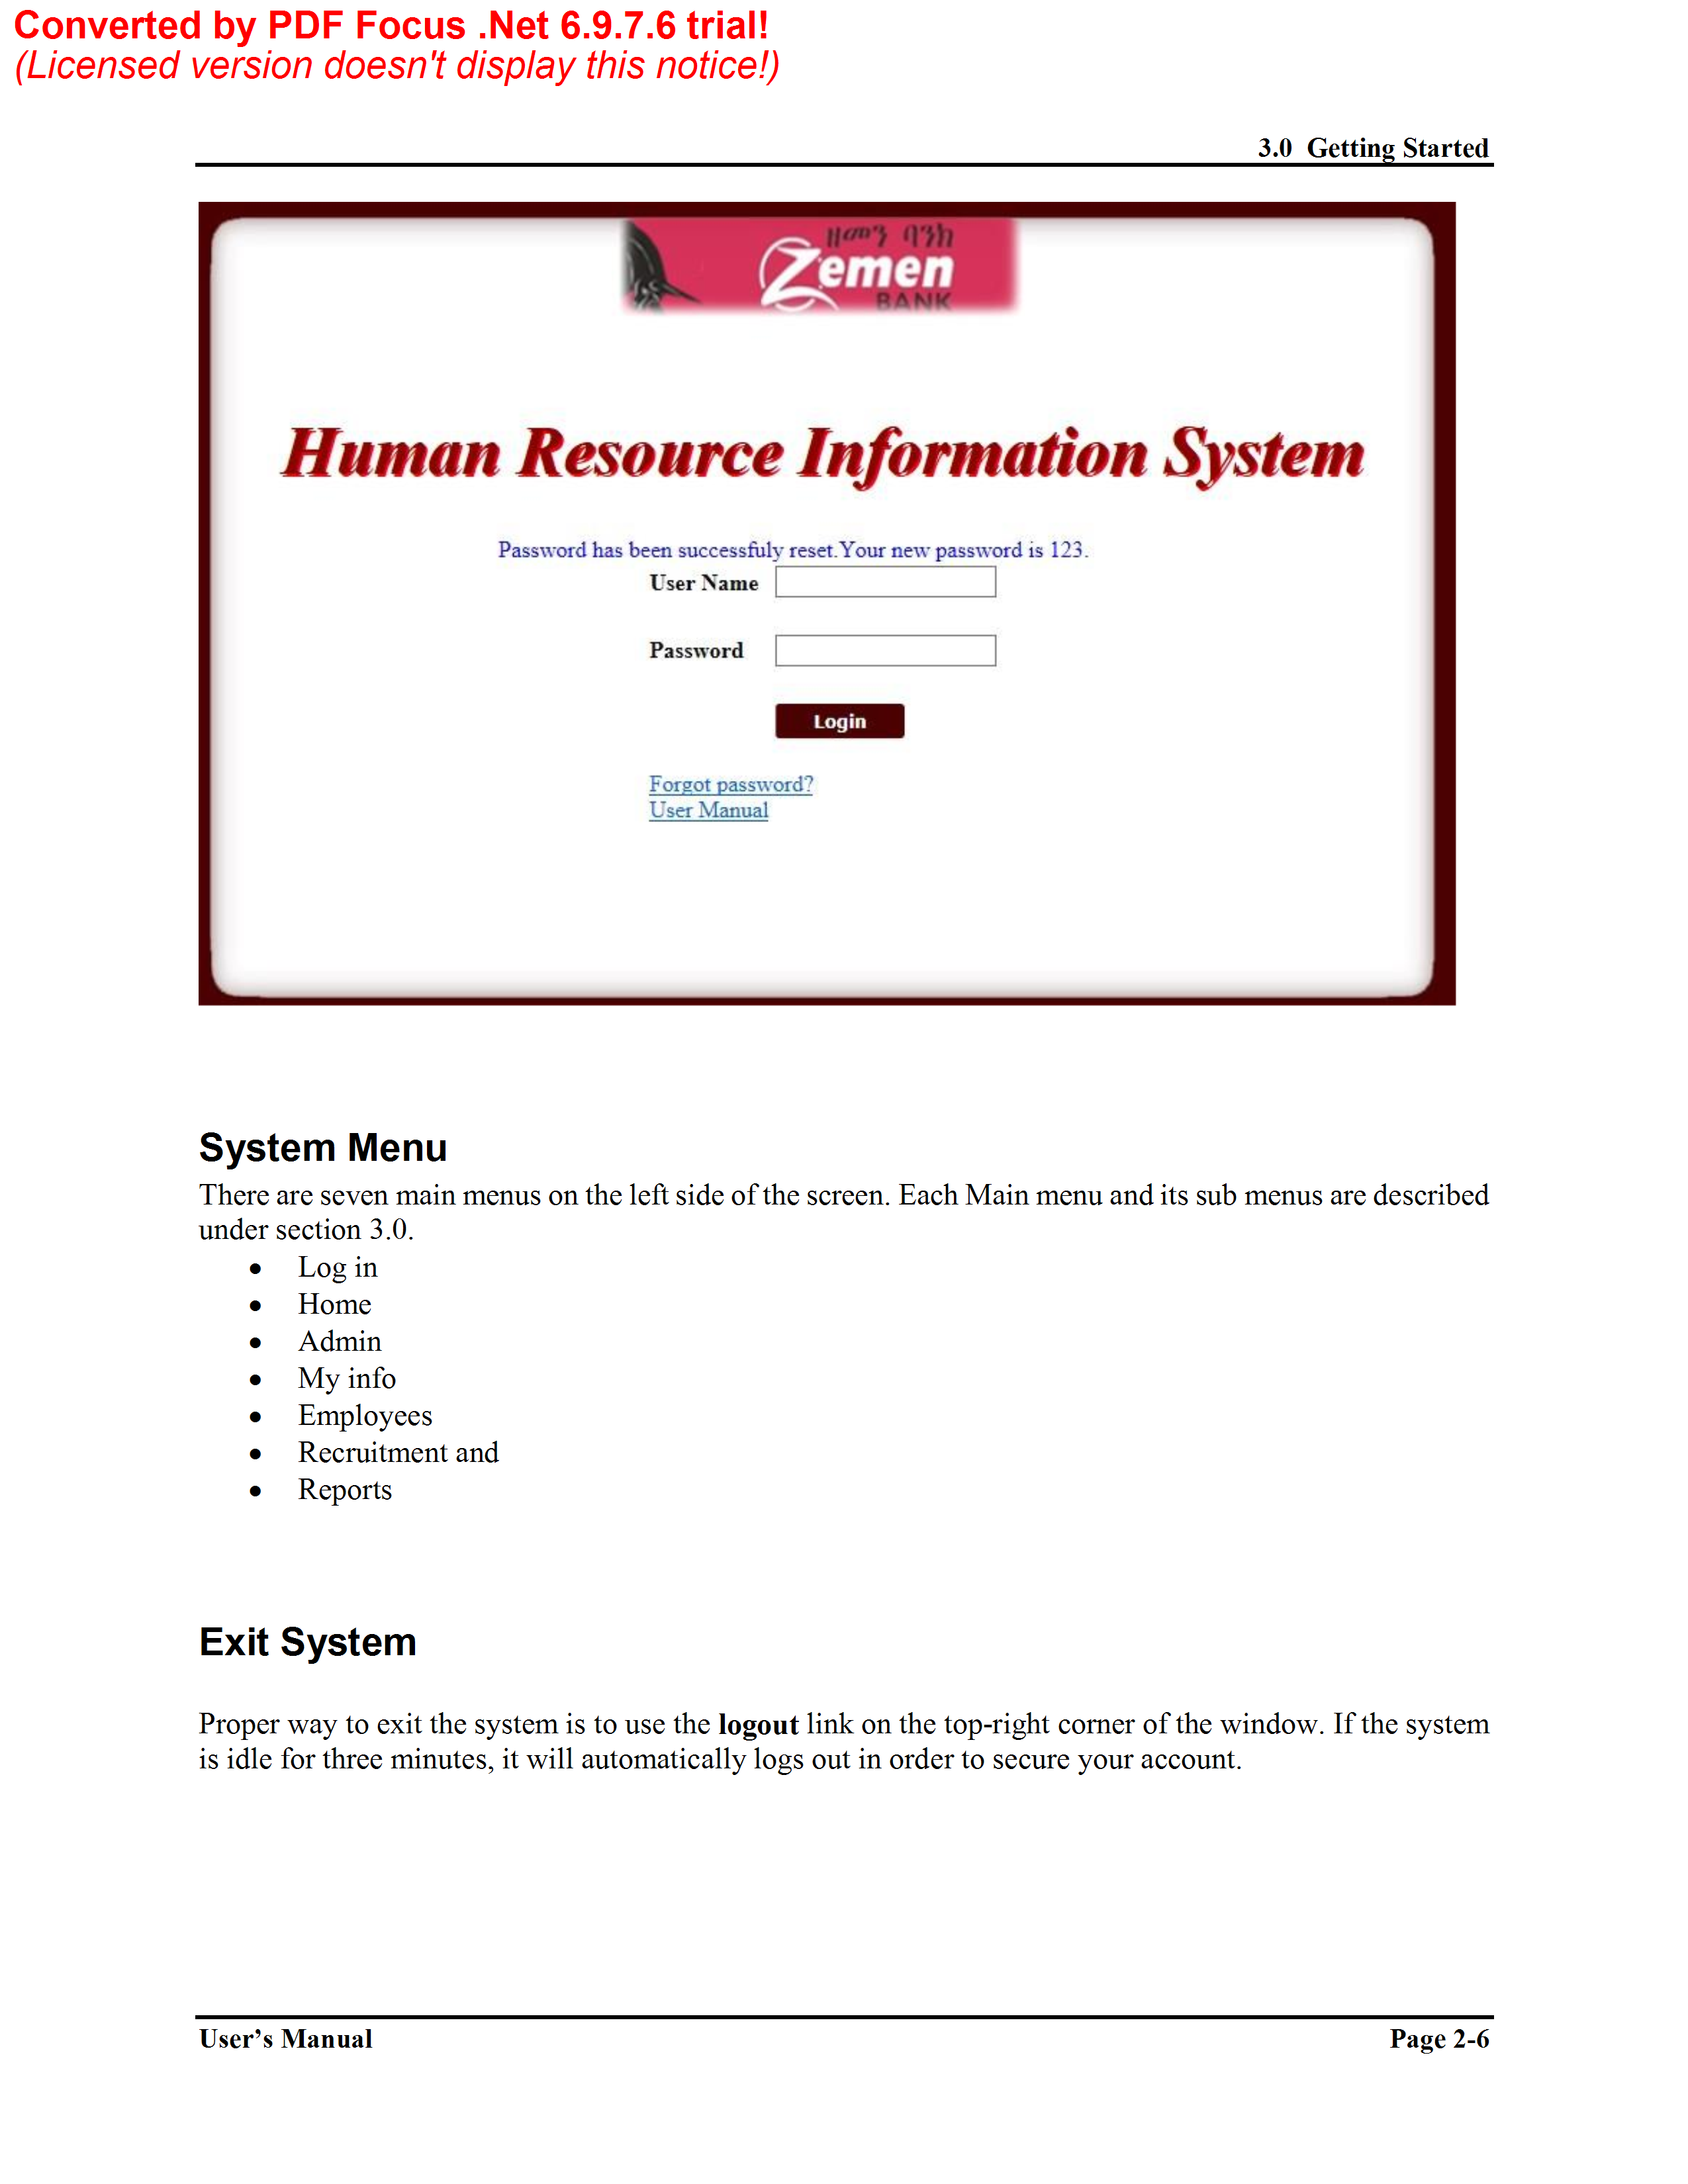 Converted by PDF Focus .Net 6.9.7.6 trial!
(Licensed version doesn't display this notice!)
3.0  Getting Started
ዘመን ባንክ
Zemen
BANK
Human Resource Information System
Password has been successfuly reset.Your new password is 123.
User Name
Password
Login
Forgot password?
User Manual
System Menu
There are seven main menus on the left side of the screen. Each Main menu and its sub menus are described
under section 3.0.
• Log in
• Home
• Admin
• My info
• Employees
• Recruitment and
• Reports
Exit System
Proper way to exit the system is to use the logout link on the top-right corner of the window. If the system
is idle for three minutes, it will automatically logs out in order to secure your account.
User’s Manual
Page 2-6